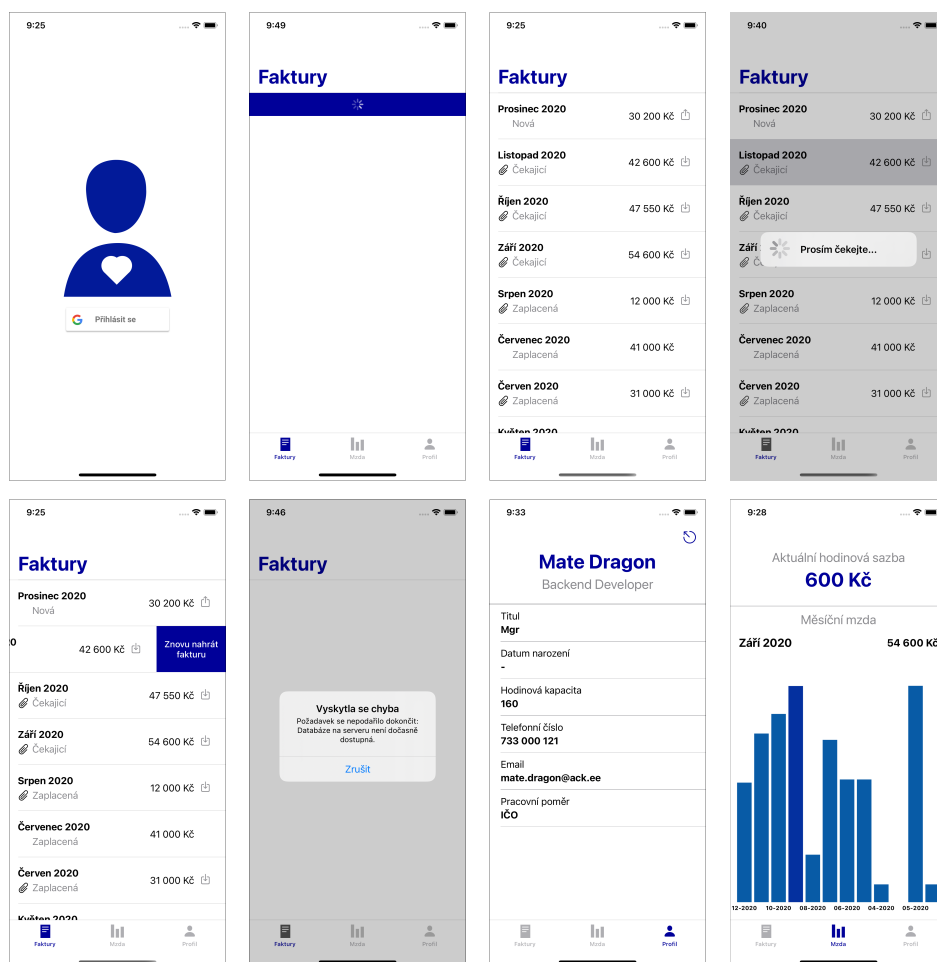 9:25
Přihlásit se
9:49
Faktury
Faktury
Mzda
Profil
9:25
Faktury
Prosinec 2020
Nová
30 200 Kč
Listopad 2020
Čekající
42 600 Kč
Říjen 2020
Čekající
47 550 Kč
Září 2020
Čekající
54 600 Kč
Srpen 2020
Zaplacená
12 000 Kč
Červenec 2020
Zaplacená
41 000 Kč
Červen 2020
Zaplacená
31 000 Kč
Květen 2020
Faktury
Mzda
Profil
9:40
Faktury
Prosinec 2020
Nová
30 200 Kč
Listopad 2020
Čekající
42 600 Kč
Říjen 2020
Čekající
47 550 Kč
Září
Prosím čekejte...
Srpen 2020
Zaplacená
12 000 Kč
Červenec 2020
Zaplacená
41 000 Kč
Červen 2020
Zaplacená
31 000 Kč
Květen 2020
Faktury
Mzda
Profil
9:25
Faktury
Prosinec 2020
Nová
30 200 Kč
42 600 Kč
Znovu nahrát
fakturu
Říjen 2020
Čekající
47 550 Kč
Září 2020
Čekající
54 600 Kč
Srpen 2020
Zaplacená
12 000 Kč
Červenec 2020
Zaplacená
41 000 Kč
Červen 2020
Zaplacená
31 000 Kč
Květen 2020
Faktury
Mzda
Profil
9:46
Faktury
Vyskytla se chyba
Požadavek se nepodařilo dokončit:
Databáze na serveru není dočasně
dostupná.
Zrušit
Faktury
Mzda
Profil
9:33
Mate Dragon
Backend Developer
Titul
Mgr
Datum narození
-
Hodinová kapacita
160
Telefonní číslo
733 000 121
Email
mate.dragon@ack.ee
Pracovní poměr
IČO
Faktury
Mzda
Profil
9:28
Aktuální hodinová sazba
600 Kč
Měsíční mzda
Září 2020
54 600 Kč
12-2020 10-2020 08-2020 06-2020 04-2020 05-2020
Faktury
Mzda
Profil